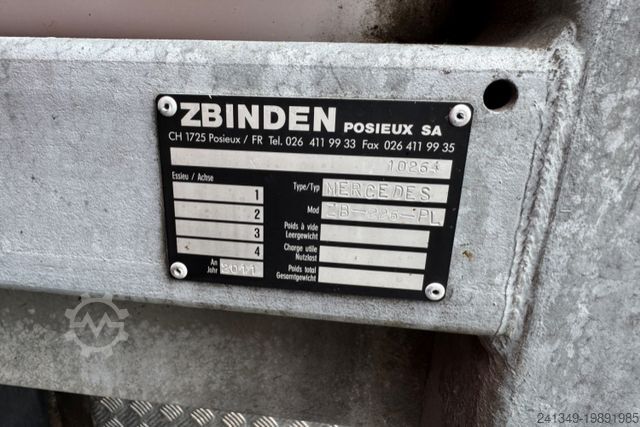 ZBINDEN POSIEUX SA
CH 1725 Posieux / FR Tel. 026 411 99 33 Fax 026 411 99 35
10264
Essieu / Achse
1
2
3
4
An
Jahr
Type/Typ MERCEDES
Mod
Poids à vide
Leergewicht
Charge utile
Nutzlast
Poids total
Gesamtgewicht
241349-19891985